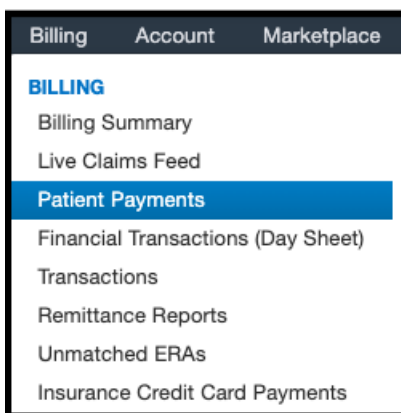 Billing Account Marketplace
BILLING
Billing Summary
Live Claims Feed
Patient Payments
Financial Transactions (Day Sheet)
Transactions
Remittance Reports
Unmatched ERAs
Insurance Credit Card Payments